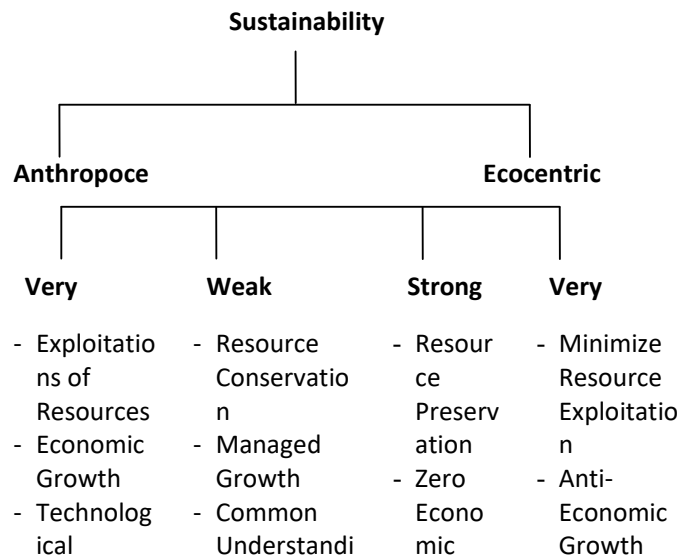 Sustainability
Anthropoce
Ecocentric
Very
Weak
Strong
Very
- Exploitatio
ns of
Resources
- Economic
Growth
- Technolog
ical
- Resource
Conservatio
n
- Managed
Growth
- Common
Understandi
- Resour
ce
Preserv
ation
- Zero
Econo
mic
- Minimize
Resource
Exploitatio
n
- Anti-
Economic
Growth